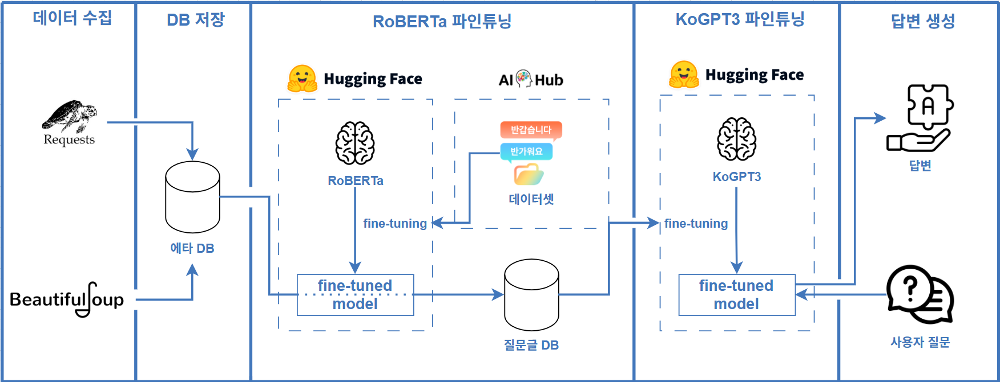 데이터 수집
DB 저장
RoBERTa 파인튜닝
KoGPT3 파인튜닝
답변 생성
Requests
BeautifulSoup
에타 DB
Hugging Face
RoBERTa
fine-tuning
fine-tuned
model
AI Hub
반갑습니다
반가워요
데이터셋
질문글 DB
Hugging Face
KoGPT3
fine-tuning
fine-tuned
model
A
답변
?
사용자 질문